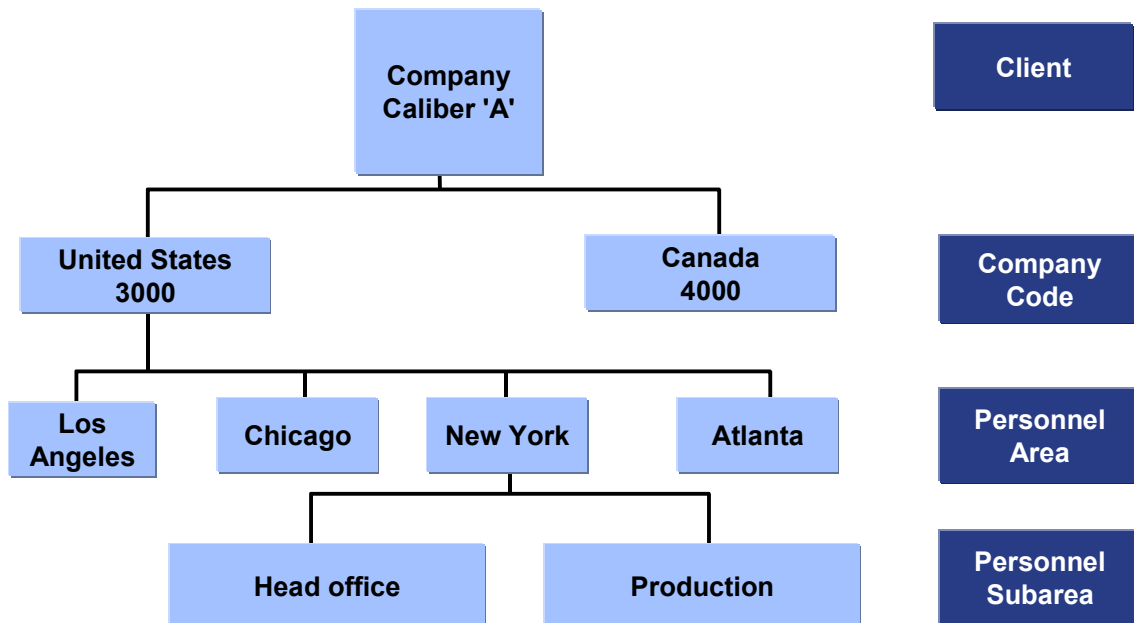 Company
Caliber 'A'
Client
United States
3000
Canada
4000
Company
Code
Los
Angeles
Chicago
New York
Atlanta
Personnel
Area
Head office
Production
Personnel
Subarea